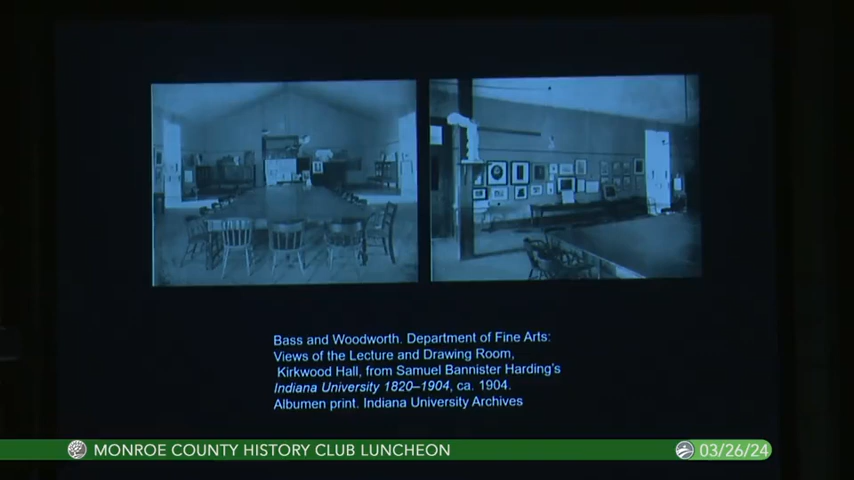 Bass and Woodworth. Department of Fine Arts:
Views of the Lecture and Drawing Room,
Kirkwood Hall, from Samuel Bannister Harding's
Indiana University 1820–1904, ca. 1904.
Albumen print. Indiana University Archives
MONROE COUNTY HISTORY CLUB LUNCHEON
03/26/24